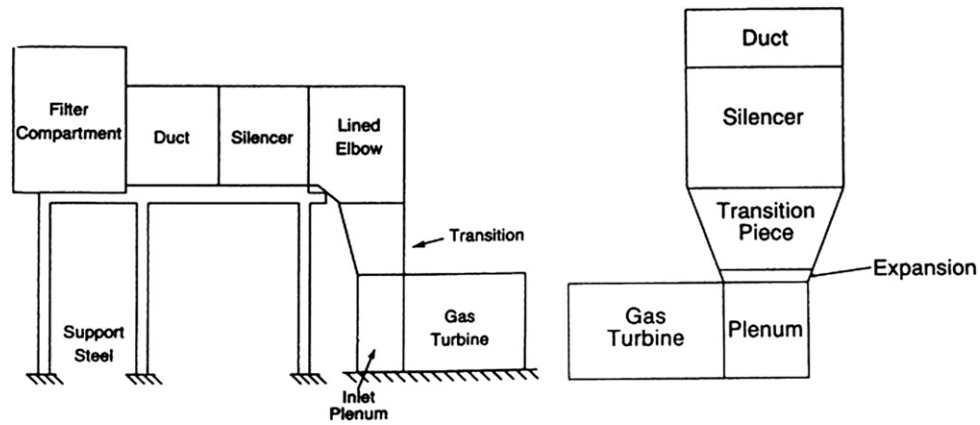 Filter
Compartment
Duct
Silencer
Lined
Elbow
Transition
Support
Steel
Gas
Turbine
Inlet
Plenum
Duct
Silencer
Transition
Piece
Expansion
Gas
Turbine
Plenum